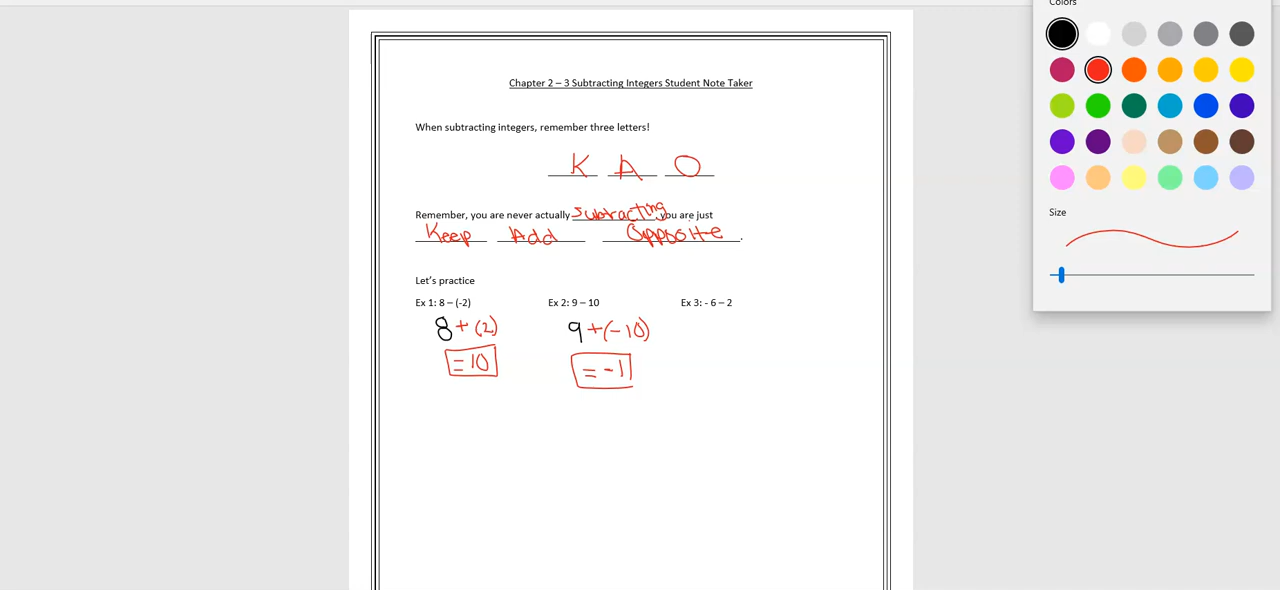 Colors
Chapter 2 – 3 Subtracting Integers Student Note Taker
When subtracting integers, remember three letters!
K A O
Remember, you are never actually subtracting, you are just
Keep Add Opposite.
Size
Let's practice
Ex 1: 8 – (-2) Ex 2: 9 – 10 Ex 3: - 6 – 2
8 + (2) 9 + (-10)
= 10 = -1